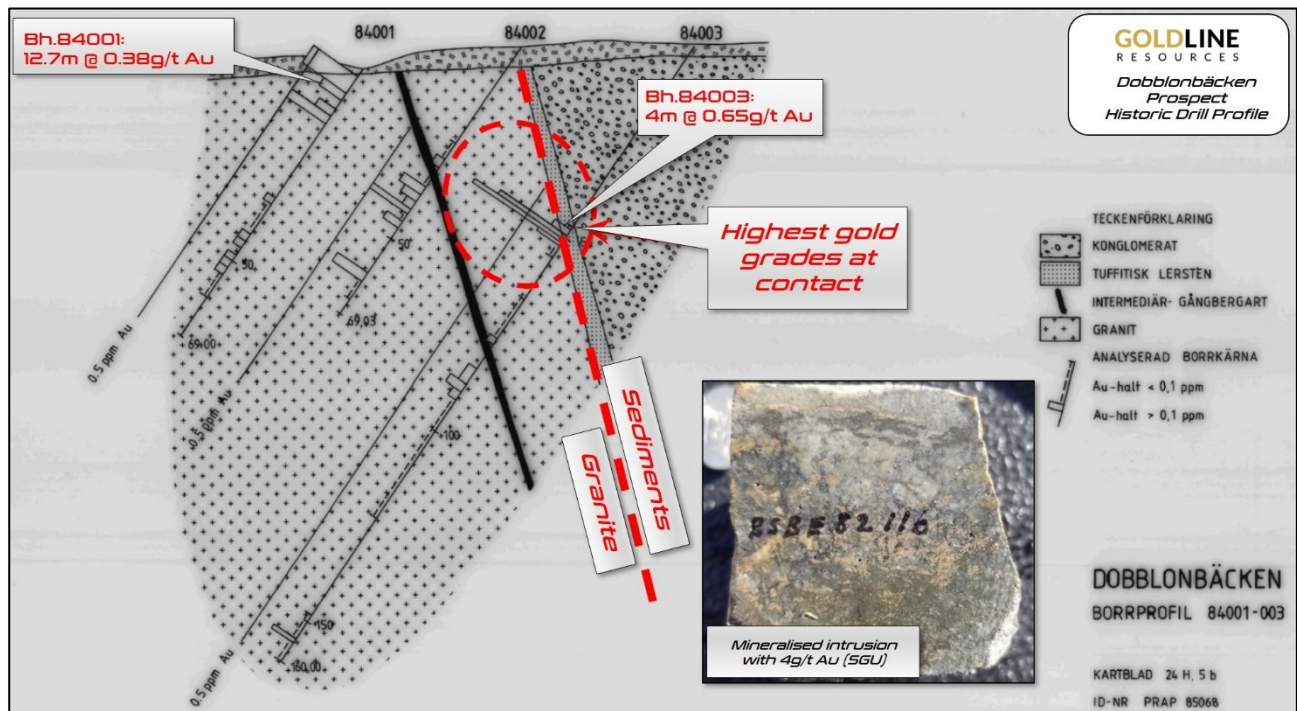 84001
84002
84003
Bh.84001:
12.7m @ 0.38g/t Au
Bh.84003:
4m @ 0.65g/t Au
Highest gold
grades at
contact
GOLDLINE
RESOURCES
Dobblonbäcken
Prospect
Historic Drill Profile
TECKENFÖRKLARING
KONGLOMERAT
TUFFITISK LERSTEN
INTERMEDIÄR- GÅNGBERGART
GRANIT
ANALYSERAD BORRKÄRNA
Au-halt < 0,1 ppm
Au-halt > 0,1 ppm
50
69.00
0.5 ppm Au
50
69,03
0.5 ppm Au
100
150
160,00
0.5 ppm Au
Granite
Sediments
82116
Mineralised intrusion
with 4g/t Au (SGU)
DOBBLONBÄCKEN
BORRPROFIL 84001-003
KARTBLAD 24 H, 5 b
ID-NR PRAP 85068